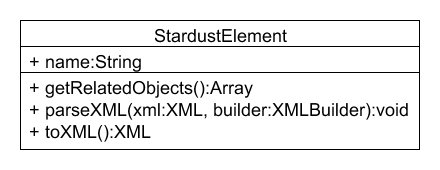 StardustElement
+ name:String
+ getRelatedObjects():Array
+ parseXML(xml:XML, builder:XMLBuilder):void
+ toXML():XML